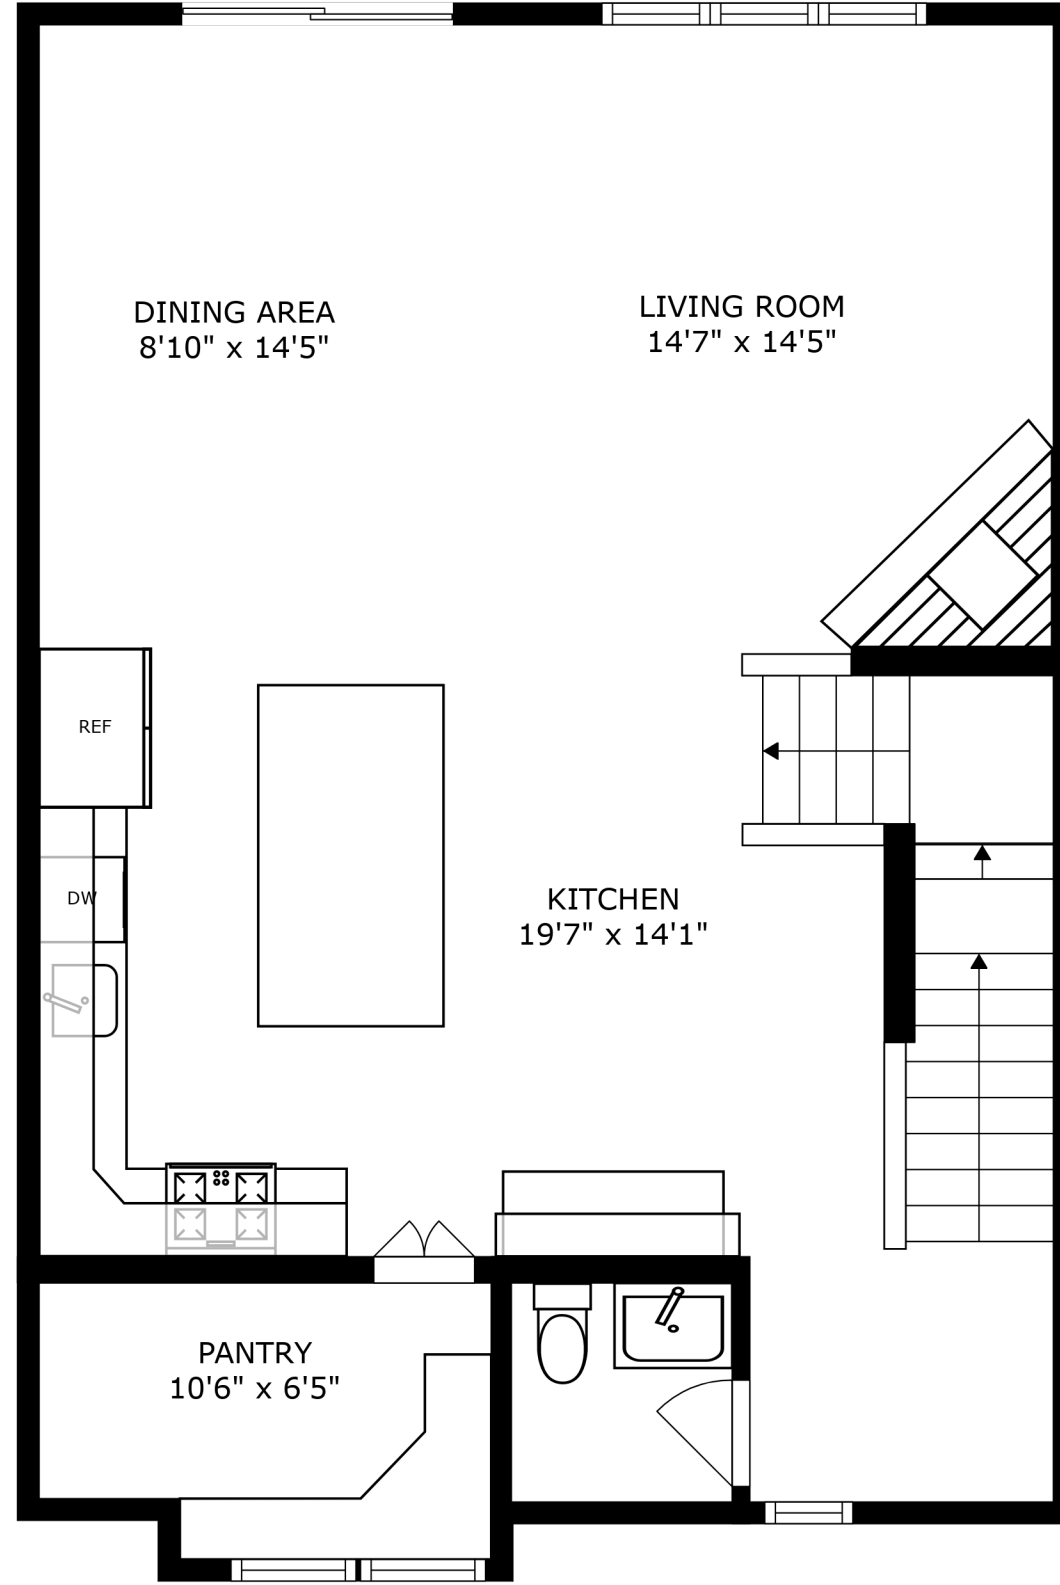 DINING AREA
8'10" x 14'5"
LIVING ROOM
14'7" x 14'5"
REF
DW
KITCHEN
19'7" x 14'1"
PANTRY
10'6" x 6'5"